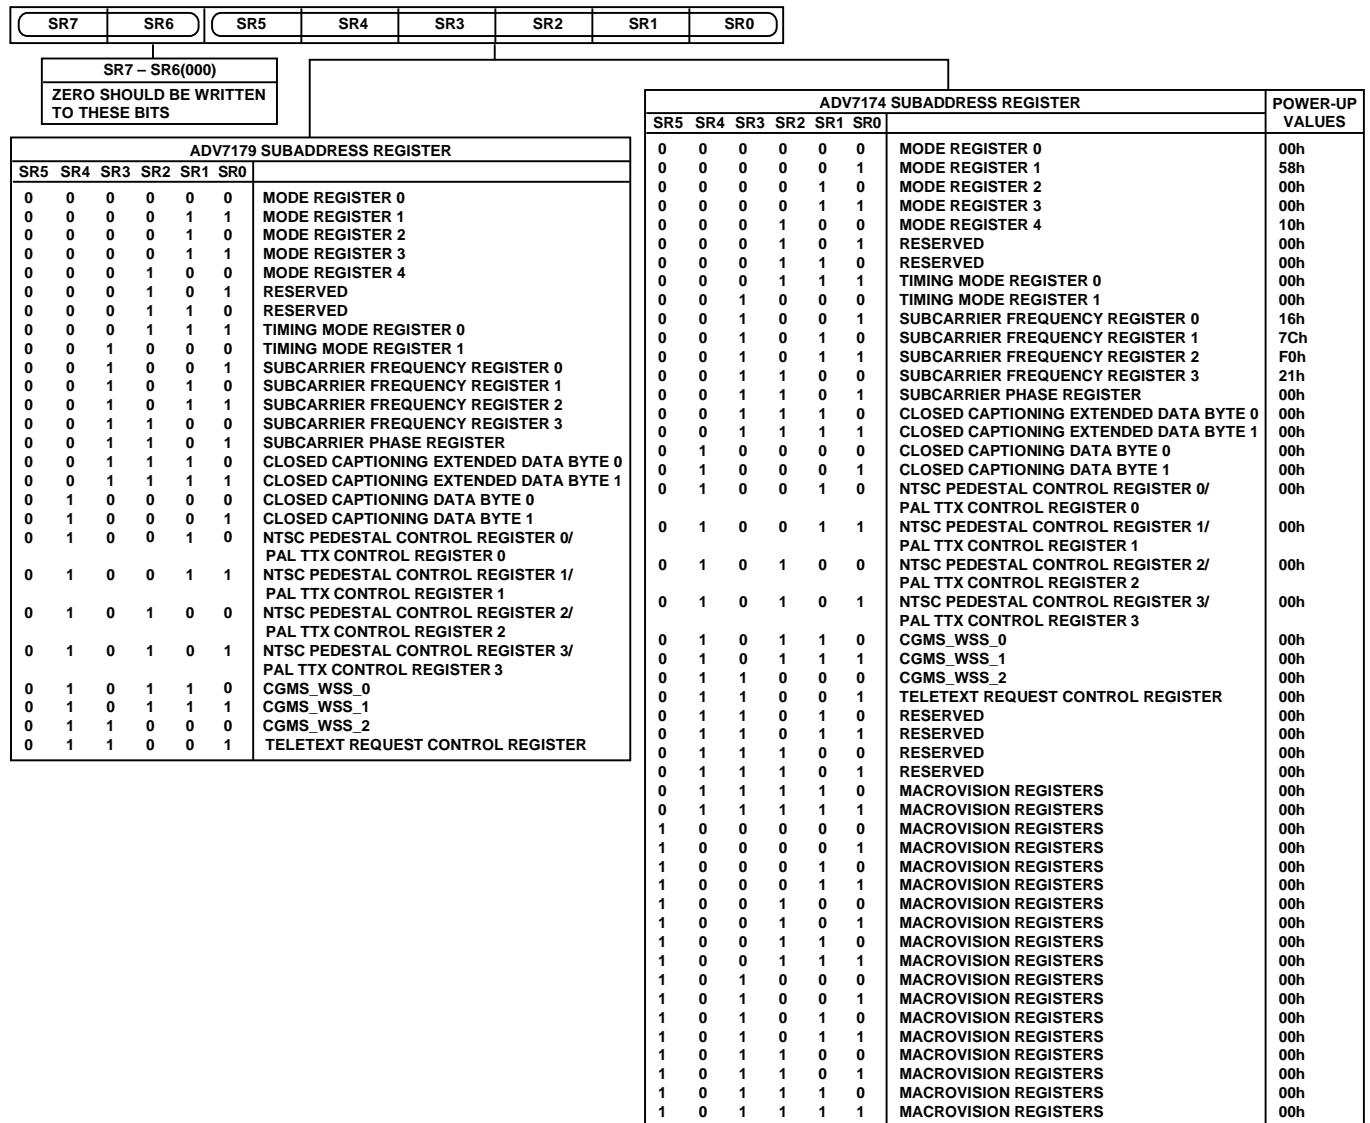 SR7 SR6 SR5 SR4 SR3 SR2 SR1 SR0
SR7 – SR6(000)
ZERO SHOULD BE WRITTEN
TO THESE BITS
ADV7179 SUBADDRESS REGISTER
SR5 SR4 SR3 SR2 SR1 SR0
0 0 0 0 0 0 MODE REGISTER 0
0 0 0 0 1 1 MODE REGISTER 1
0 0 0 0 1 0 MODE REGISTER 2
0 0 0 0 1 1 MODE REGISTER 3
0 0 0 1 0 0 MODE REGISTER 4
0 0 0 1 0 1 RESERVED
0 0 0 1 1 0 RESERVED
0 0 0 1 1 1 TIMING MODE REGISTER 0
0 0 1 0 0 0 TIMING MODE REGISTER 1
0 0 1 0 0 1 SUBCARRIER FREQUENCY REGISTER 0
0 0 1 0 1 0 SUBCARRIER FREQUENCY REGISTER 1
0 0 1 0 1 1 SUBCARRIER FREQUENCY REGISTER 2
0 0 1 1 0 0 SUBCARRIER FREQUENCY REGISTER 3
0 0 1 1 0 1 SUBCARRIER PHASE REGISTER
0 0 1 1 1 0 CLOSED CAPTIONING EXTENDED DATA BYTE 0
0 0 1 1 1 1 CLOSED CAPTIONING EXTENDED DATA BYTE 1
0 1 0 0 0 0 CLOSED CAPTIONING DATA BYTE 0
0 1 0 0 0 1 CLOSED CAPTIONING DATA BYTE 1
0 1 0 0 1 0 NTSC PEDESTAL CONTROL REGISTER 0/
PAL TTX CONTROL REGISTER 0
0 1 0 0 1 1 NTSC PEDESTAL CONTROL REGISTER 1/
PAL TTX CONTROL REGISTER 1
0 1 0 1 0 0 NTSC PEDESTAL CONTROL REGISTER 2/
PAL TTX CONTROL REGISTER 2
0 1 0 1 0 1 NTSC PEDESTAL CONTROL REGISTER 3/
PAL TTX CONTROL REGISTER 3
0 1 0 1 1 0 CGMS_WSS_0
0 1 0 1 1 1 CGMS_WSS_1
0 1 1 0 0 0 CGMS_WSS_2
0 1 1 0 0 1 TELETEXT REQUEST CONTROL REGISTER
ADV7174 SUBADDRESS REGISTER POWER-UP
SR5 SR4 SR3 SR2 SR1 SR0 VALUES
0 0 0 0 0 0 MODE REGISTER 0 00h
0 0 0 0 0 1 MODE REGISTER 1 58h
0 0 0 0 1 0 MODE REGISTER 2 00h
0 0 0 0 1 1 MODE REGISTER 3 00h
0 0 0 1 0 0 MODE REGISTER 4 10h
0 0 0 1 0 1 RESERVED 00h
0 0 0 1 1 0 RESERVED 00h
0 0 0 1 1 1 TIMING MODE REGISTER 0 00h
0 0 1 0 0 0 TIMING MODE REGISTER 1 00h
0 0 1 0 0 1 SUBCARRIER FREQUENCY REGISTER 0 16h
0 0 1 0 1 0 SUBCARRIER FREQUENCY REGISTER 1 7Ch
0 0 1 0 1 1 SUBCARRIER FREQUENCY REGISTER 2 F0h
0 0 1 1 0 0 SUBCARRIER FREQUENCY REGISTER 3 21h
0 0 1 1 0 1 SUBCARRIER PHASE REGISTER 00h
0 0 1 1 1 0 CLOSED CAPTIONING EXTENDED DATA BYTE 0 00h
0 0 1 1 1 1 CLOSED CAPTIONING EXTENDED DATA BYTE 1 00h
0 1 0 0 0 0 CLOSED CAPTIONING DATA BYTE 0 00h
0 1 0 0 0 1 CLOSED CAPTIONING DATA BYTE 1 00h
0 1 0 0 1 0 NTSC PEDESTAL CONTROL REGISTER 0/ 00h
PAL TTX CONTROL REGISTER 0
0 1 0 0 1 1 NTSC PEDESTAL CONTROL REGISTER 1/ 00h
PAL TTX CONTROL REGISTER 1
0 1 0 1 0 0 NTSC PEDESTAL CONTROL REGISTER 2/ 00h
PAL TTX CONTROL REGISTER 2
0 1 0 1 0 1 NTSC PEDESTAL CONTROL REGISTER 3/ 00h
PAL TTX CONTROL REGISTER 3
0 1 0 1 1 0 CGMS_WSS_0 00h
0 1 0 1 1 1 CGMS_WSS_1 00h
0 1 1 0 0 0 CGMS_WSS_2 00h
0 1 1 0 0 1 TELETEXT REQUEST CONTROL REGISTER 00h
0 1 1 0 1 0 RESERVED 00h
0 1 1 0 1 1 RESERVED 00h
0 1 1 1 0 0 RESERVED 00h
0 1 1 1 0 1 RESERVED 00h
0 1 1 1 1 0 MACROVISION REGISTERS 00h
0 1 1 1 1 1 MACROVISION REGISTERS 00h
1 0 0 0 0 0 MACROVISION REGISTERS 00h
1 0 0 0 0 1 MACROVISION REGISTERS 00h
1 0 0 0 1 0 MACROVISION REGISTERS 00h
1 0 0 0 1 1 MACROVISION REGISTERS 00h
1 0 0 1 0 0 MACROVISION REGISTERS 00h
1 0 0 1 0 1 MACROVISION REGISTERS 00h
1 0 0 1 1 0 MACROVISION REGISTERS 00h
1 0 0 1 1 1 MACROVISION REGISTERS 00h
1 0 1 0 0 0 MACROVISION REGISTERS 00h
1 0 1 0 0 1 MACROVISION REGISTERS 00h
1 0 1 0 1 0 MACROVISION REGISTERS 00h
1 0 1 0 1 1 MACROVISION REGISTERS 00h
1 0 1 1 0 0 MACROVISION REGISTERS 00h
1 0 1 1 0 1 MACROVISION REGISTERS 00h
1 0 1 1 1 0 MACROVISION REGISTERS 00h
1 0 1 1 1 1 MACROVISION REGISTERS 00h